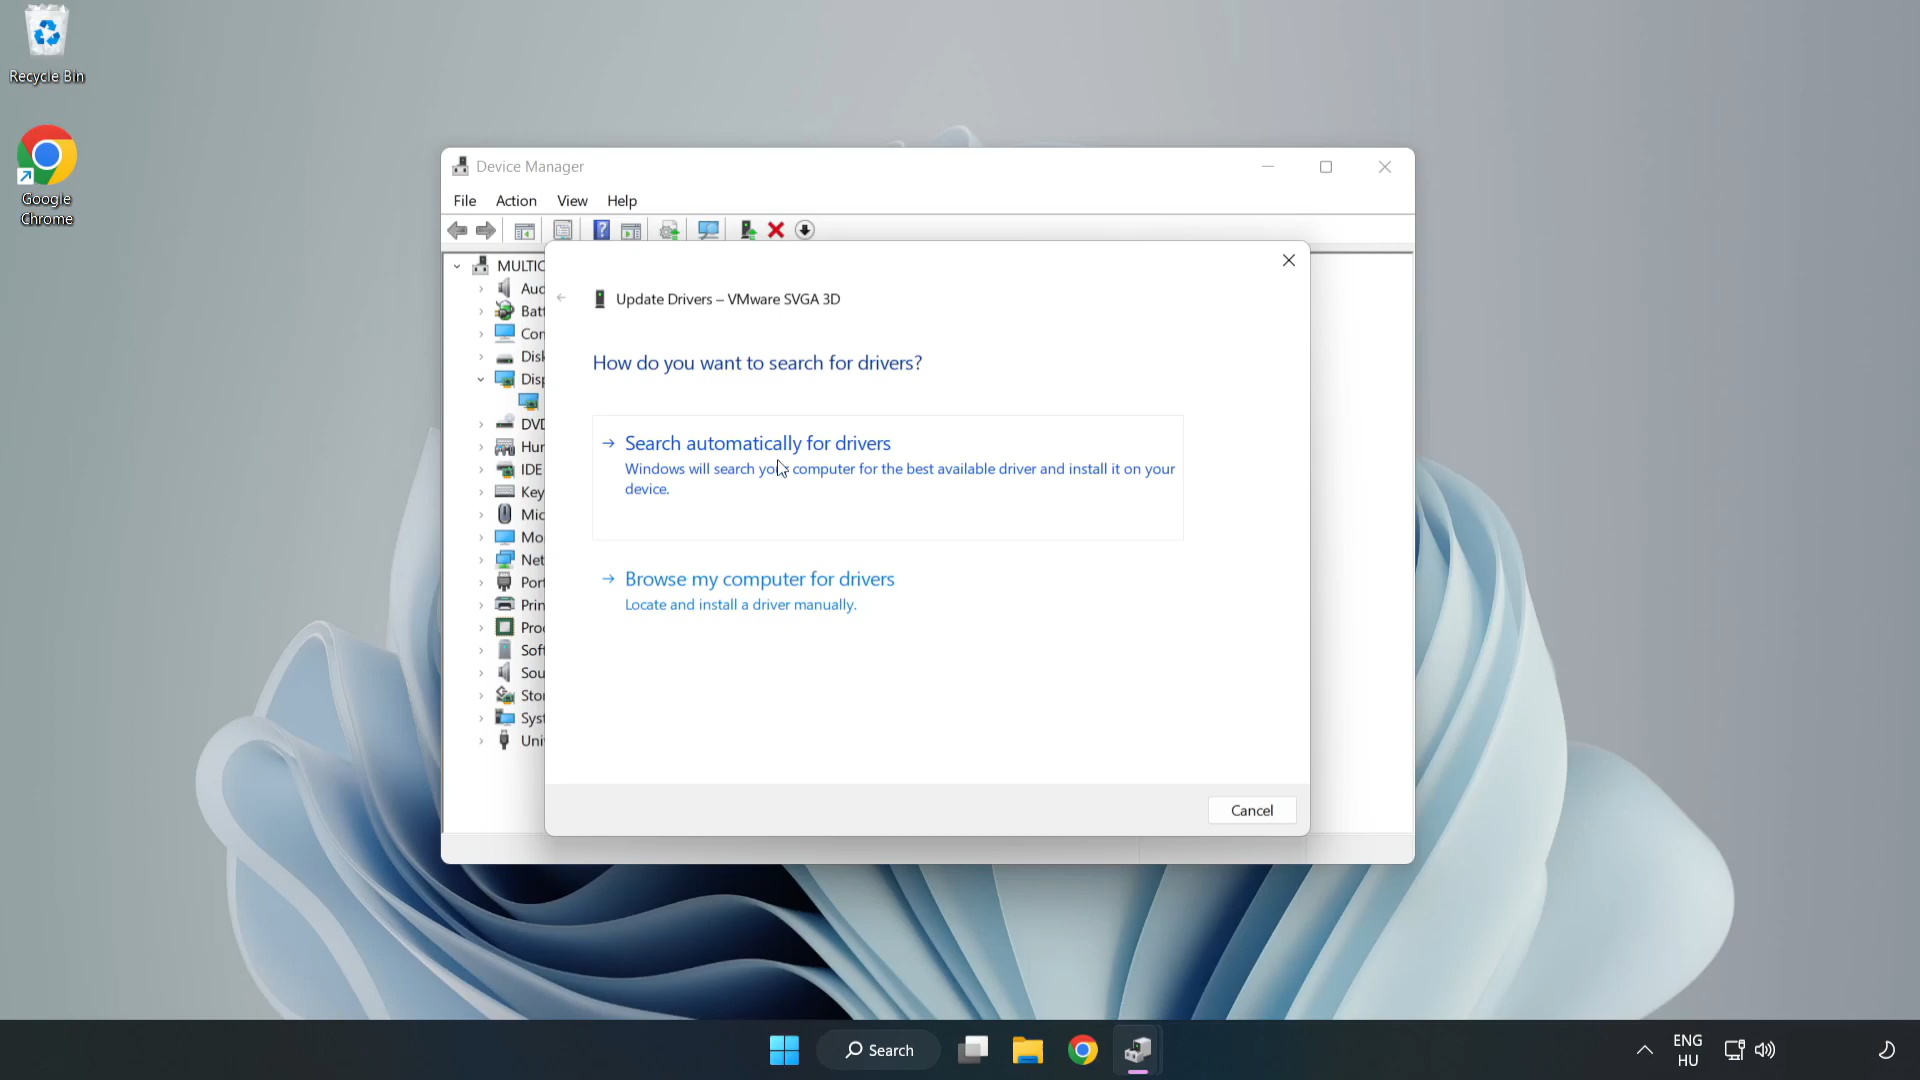 Recycle Bin
Google
Chrome
Device Manager
File Action View Help
MULTIC
Auc
Batt
Con
Disk
Disp
DVD
Hur
IDE
Key
Mic
Mo
Net
Port
Prin
Proc
Soft
Sou
Stor
Syst
Uni
Update Drivers – VMware SVGA 3D
How do you want to search for drivers?
Search automatically for drivers
Windows will search your computer for the best available driver and install it on your
device.
Browse my computer for drivers
Locate and install a driver manually.
Cancel
Search
ENG
HU